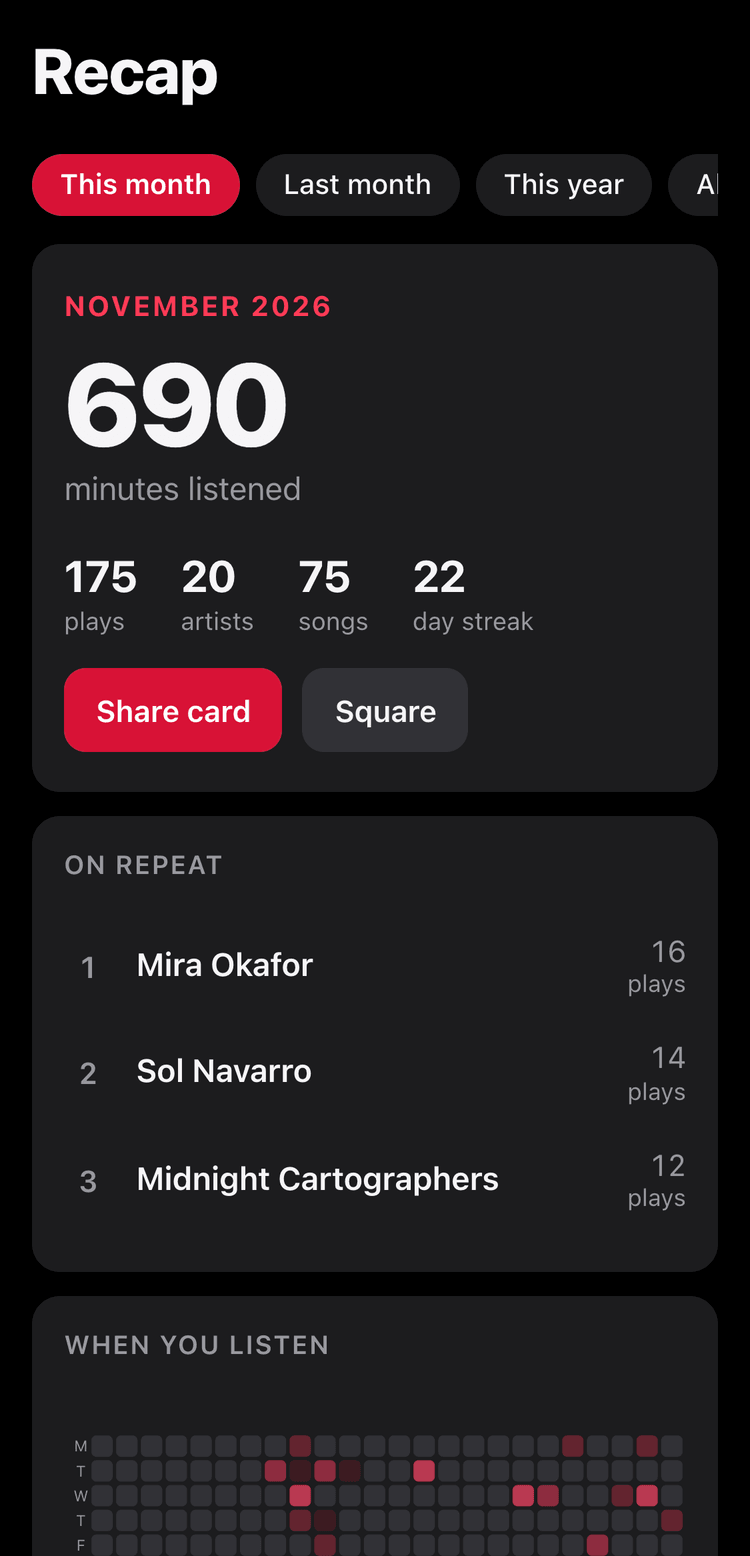 Recap
This month Last month This year
NOVEMBER 2026
690
minutes listened
175 20 75 22
plays artists songs day streak
Share card Square
ON REPEAT
1 Mira Okafor 16 plays
2 Sol Navarro 14 plays
3 Midnight Cartographers 12 plays
WHEN YOU LISTEN
M
T
W
T
F